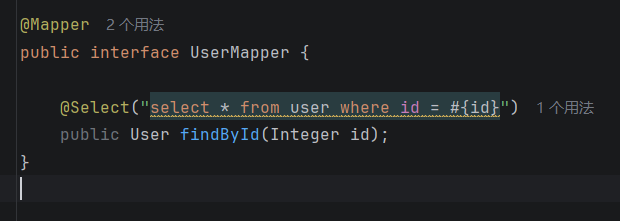 @Mapper 2 个用法
public interface UserMapper {
@Select("select * from user where id = #{id}") 1 个用法
public User findById(Integer id);
}